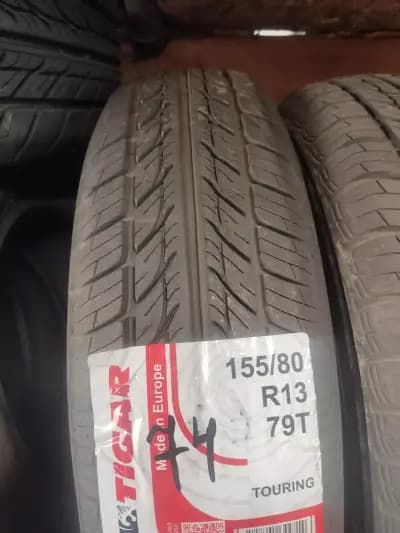 TIGAR
Made in Europe
155/80
R13
79T
TOURING
74